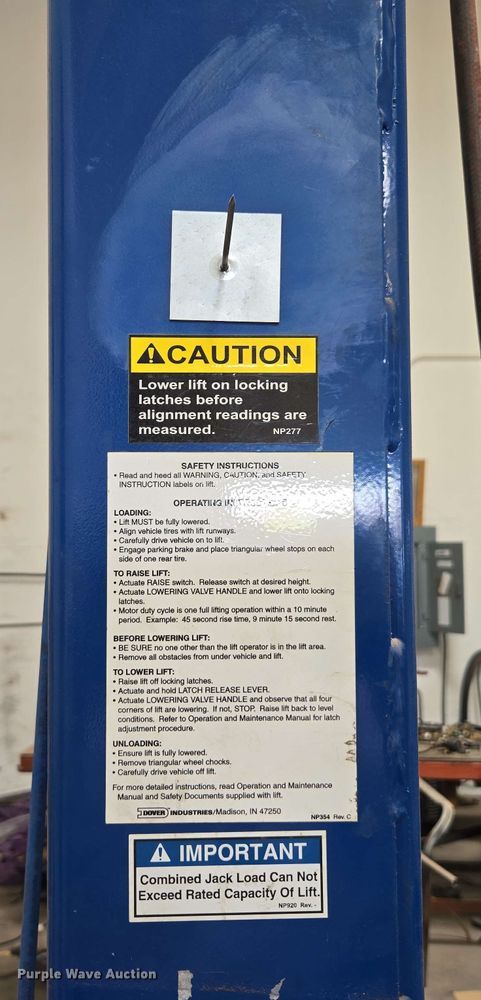 CAUTION
Lower lift on locking
latches before
alignment readings are
measured. NP277
SAFETY INSTRUCTIONS
• Read and heed all WARNING, CAUTION, and SAFETY
INSTRUCTION labels on lift.
OPERATING
LOADING:
• Lift MUST be fully lowered.
• Align vehicle tires with lift runways.
• Carefully drive vehicle on to lift.
• Engage parking brake and place triangular wheel stops on each
side of one rear tire.
TO RAISE LIFT:
• Actuate RAISE switch. Release switch at desired height.
• Actuate LOWERING VALVE HANDLE and lower lift onto locking
latches.
• Motor duty cycle is one full lifting operation within a 10 minute
period. Example: 45 second rise time, 9 minute 15 second rest.
BEFORE LOWERING LIFT:
• BE SURE no one other than the lift operator is in the lift area.
• Remove all obstacles from under vehicle and lift.
TO LOWER LIFT:
• Raise lift off locking latches.
• Actuate and hold LATCH RELEASE LEVER.
• Actuate LOWERING VALVE HANDLE and observe that all four
corners of lift are lowering. If not, STOP. Raise lift back to level
conditions. Refer to Operation and Maintenance Manual for latch
adjustment procedure.
UNLOADING:
• Ensure lift is fully lowered.
• Remove triangular wheel chocks.
• Carefully drive vehicle off lift.
For more detailed instructions, read Operation and Maintenance
Manual and Safety Documents supplied with lift.
DOVER INDUSTRIES/Madison, IN 47250
NP354 Rev. C
IMPORTANT
Combined Jack Load Can Not
Exceed Rated Capacity Of Lift.
NP920 Rev. -
Purple Wave Auction